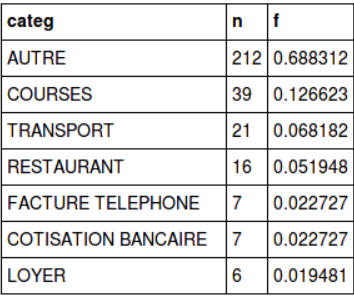 categ n f
AUTRE 212 0.688312
COURSES 39 0.126623
TRANSPORT 21 0.068182
RESTAURANT 16 0.051948
FACTURE TELEPHONE 7 0.022727
COTISATION BANCAIRE 7 0.022727
LOYER 6 0.019481